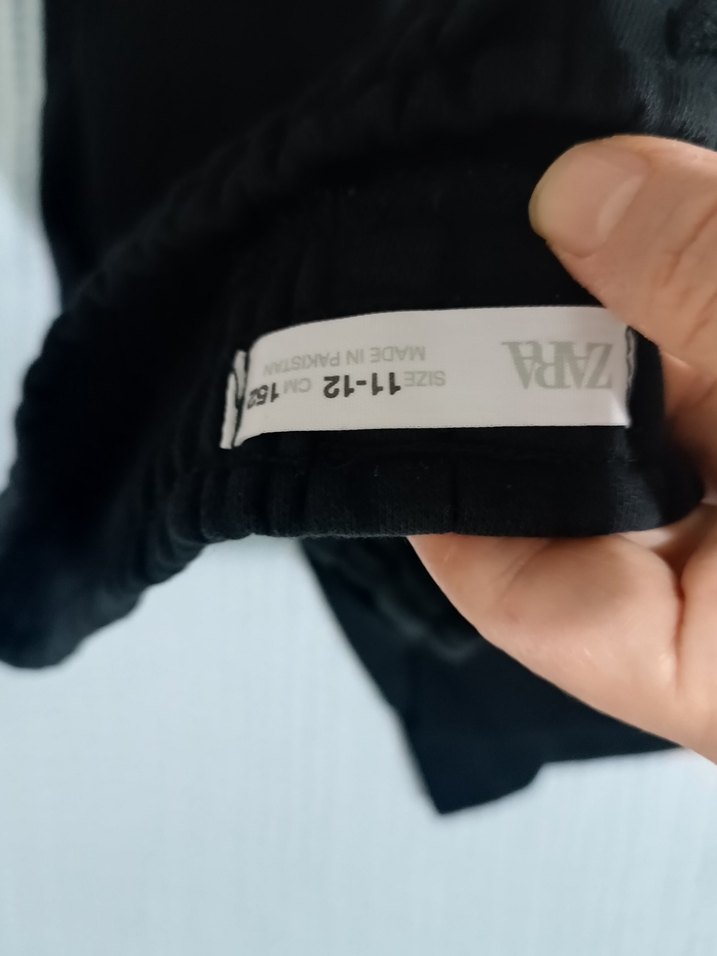 ZARA
SIZE 11-12 CM 152
MADE IN PAKISTAN